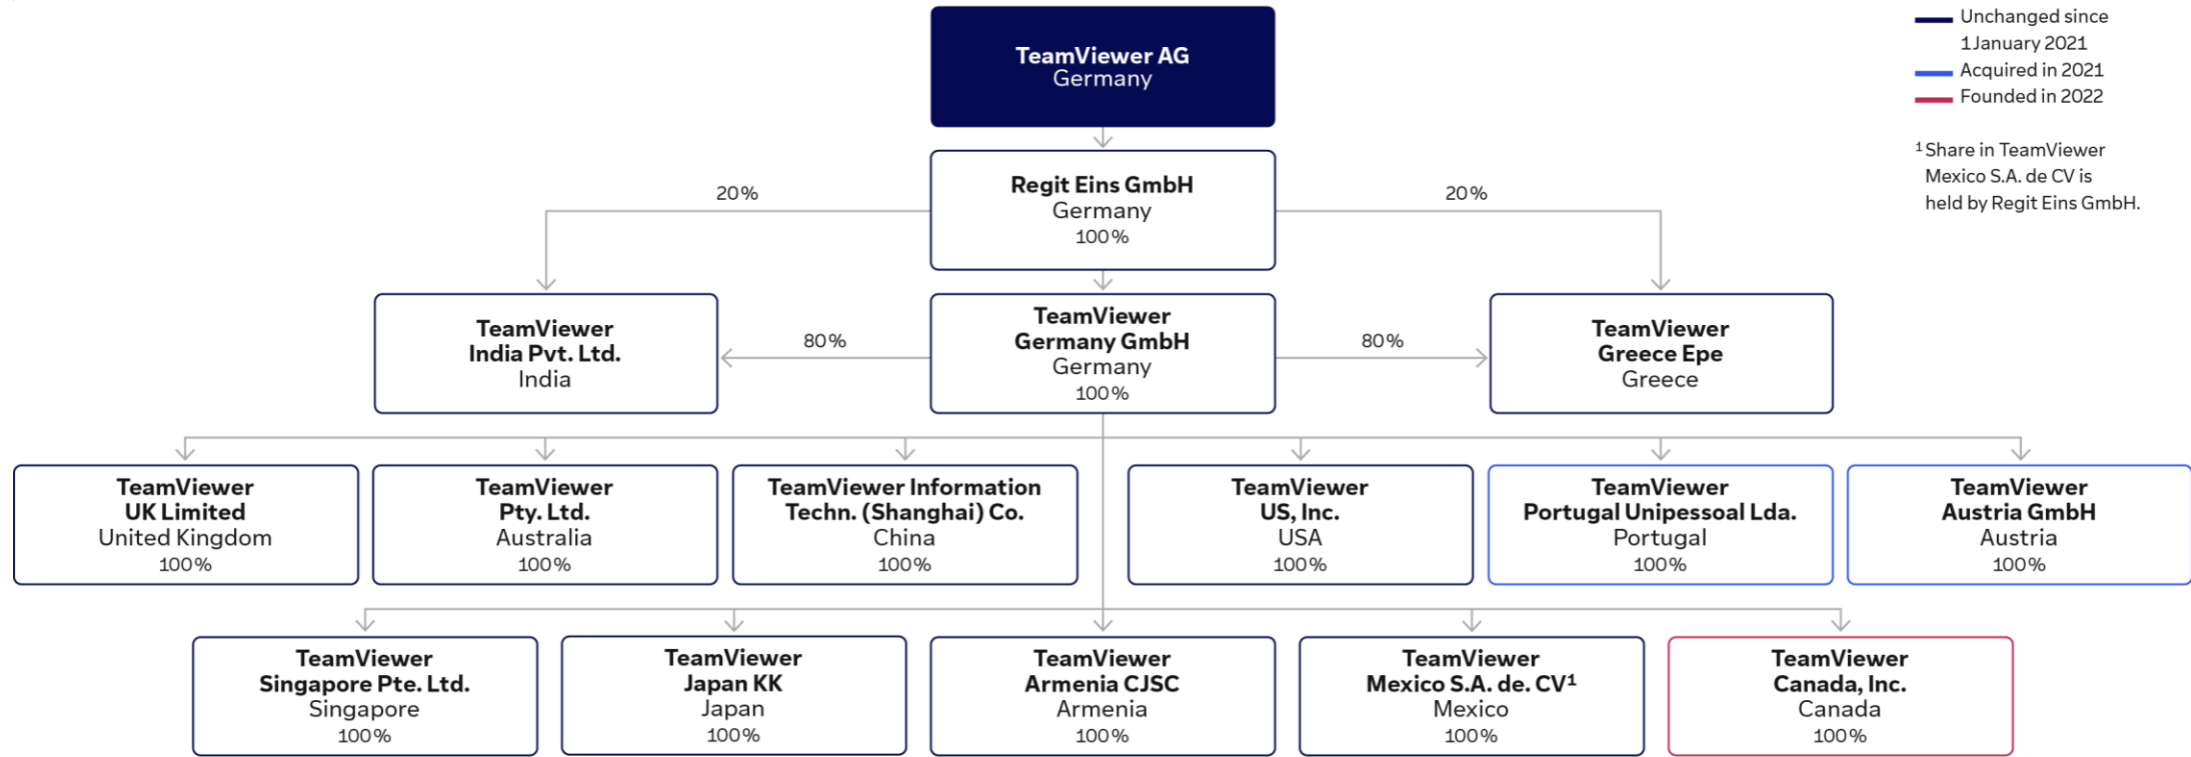 TeamViewer AG
Germany
Unchanged since
1January 2021
Acquired in 2021
Founded in 2022
¹ Share in TeamViewer
Mexico S.A. de CV is
held by Regit Eins GmbH.
Regit Eins GmbH
Germany
100%
20%
20%
TeamViewer
India Pvt. Ltd.
India
80%
TeamViewer
Germany GmbH
Germany
100%
80%
TeamViewer
Greece Epe
Greece
TeamViewer
UK Limited
United Kingdom
100%
TeamViewer
Pty. Ltd.
Australia
100%
TeamViewer Information
Techn. (Shanghai) Co.
China
100%
TeamViewer
US, Inc.
USA
100%
TeamViewer
Portugal Unipessoal Lda.
Portugal
100%
TeamViewer
Austria GmbH
Austria
100%
TeamViewer
Singapore Pte. Ltd.
Singapore
100%
TeamViewer
Japan KK
Japan
100%
TeamViewer
Armenia CJSC
Armenia
100%
TeamViewer
Mexico S.A. de. CV¹
Mexico
100%
TeamViewer
Canada, Inc.
Canada
100%